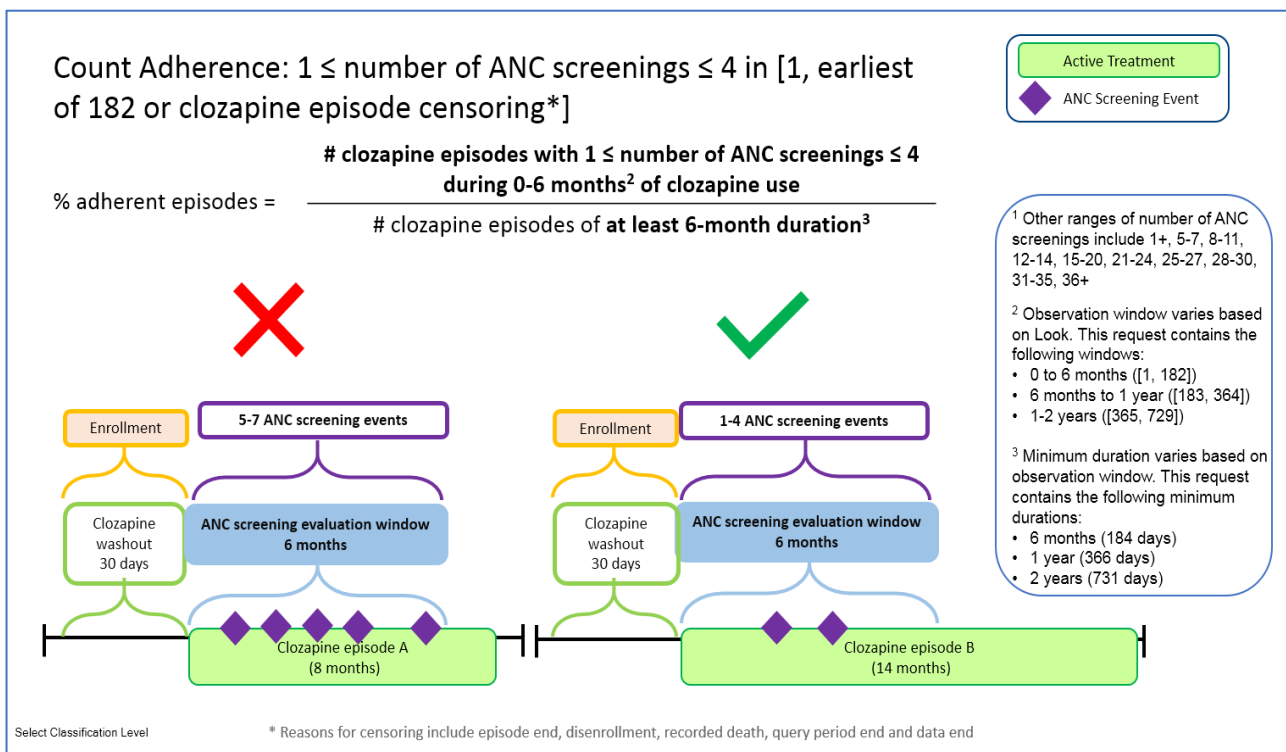 Count Adherence: 1 ≤ number of ANC screenings ≤ 4 in [1, earliest
of 182 or clozapine episode censoring*]
Active Treatment
ANC Screening Event
% adherent episodes =
# clozapine episodes with 1 ≤ number of ANC screenings ≤ 4
during 0-6 months² of clozapine use
# clozapine episodes of at least 6-month duration³
¹ Other ranges of number of ANC
screenings include 1+, 5-7, 8-11,
12-14, 15-20, 21-24, 25-27, 28-30,
31-35, 36+
² Observation window varies based
on Look. This request contains the
following windows:
• 0 to 6 months ([1, 182])
• 6 months to 1 year ([183, 364])
• 1-2 years ([365, 729])
³ Minimum duration varies based on
observation window. This request
contains the following minimum
durations:
• 6 months (184 days)
• 1 year (366 days)
• 2 years (731 days)
Enrollment
5-7 ANC screening events
Clozapine
washout
30 days
ANC screening evaluation window
6 months
Clozapine episode A
(8 months)
Enrollment
1-4 ANC screening events
Clozapine
washout
30 days
ANC screening evaluation window
6 months
Clozapine episode B
(14 months)
Select Classification Level
* Reasons for censoring include episode end, disenrollment, recorded death, query period end and data end